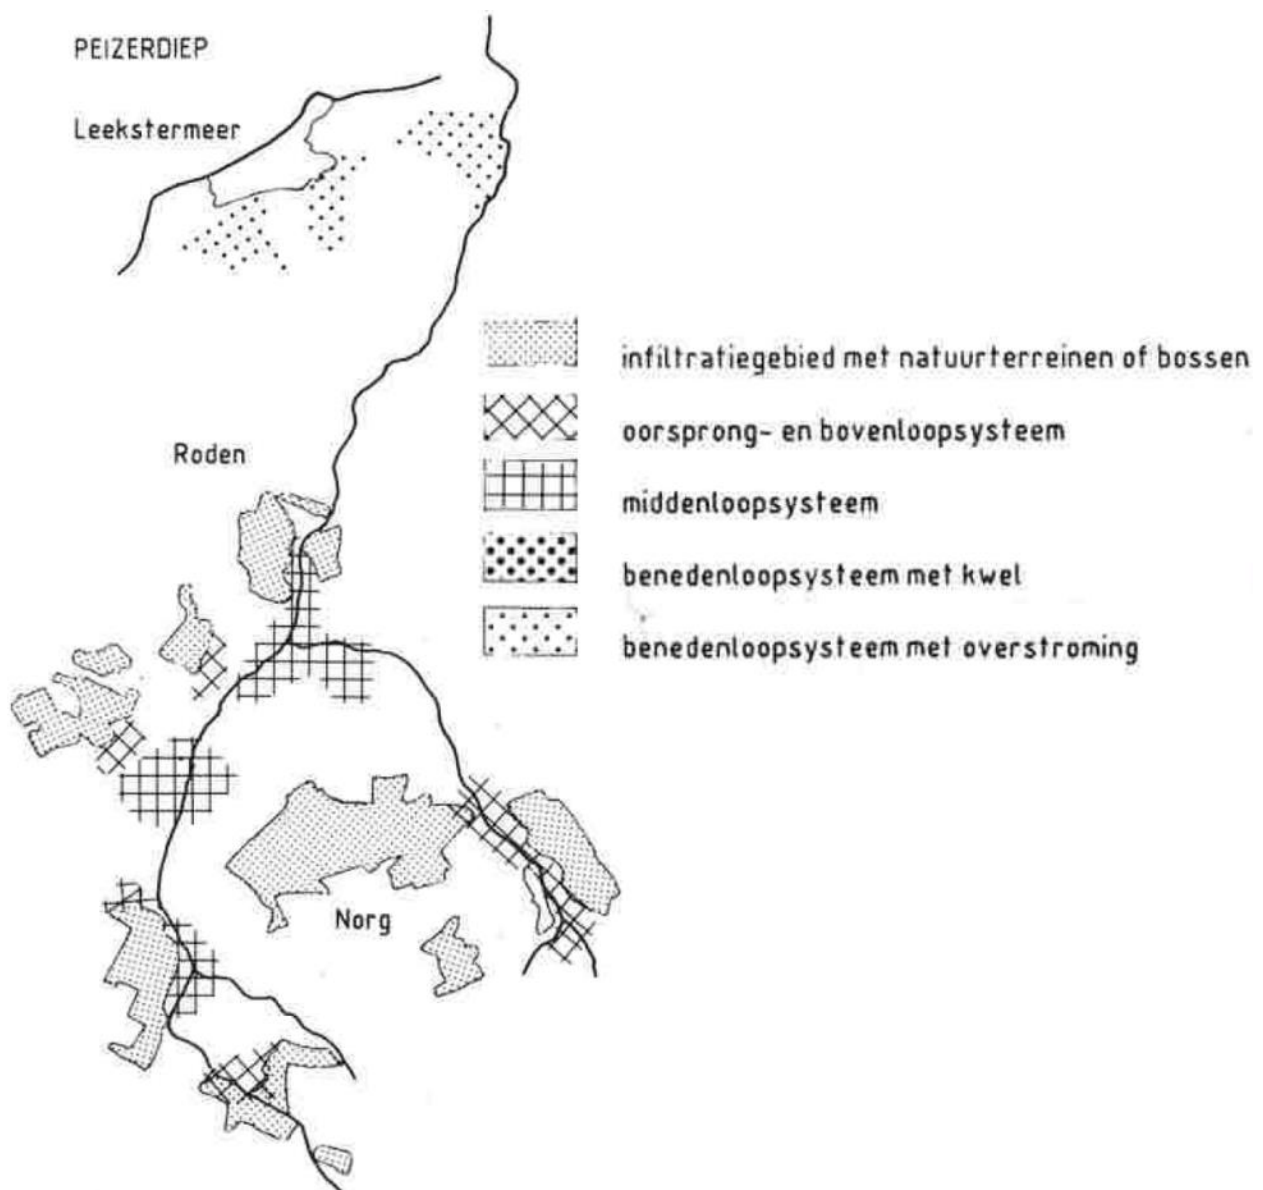 PEIZERDIEP
Leekstermeer
infiltratiegebied met natuurterreinen of bossen
oorsprong- en bovenloopsysteem
Roden
middenloopsysteem
benedenloopsysteem met kwel
benedenloopsysteem met overstroming
Norg